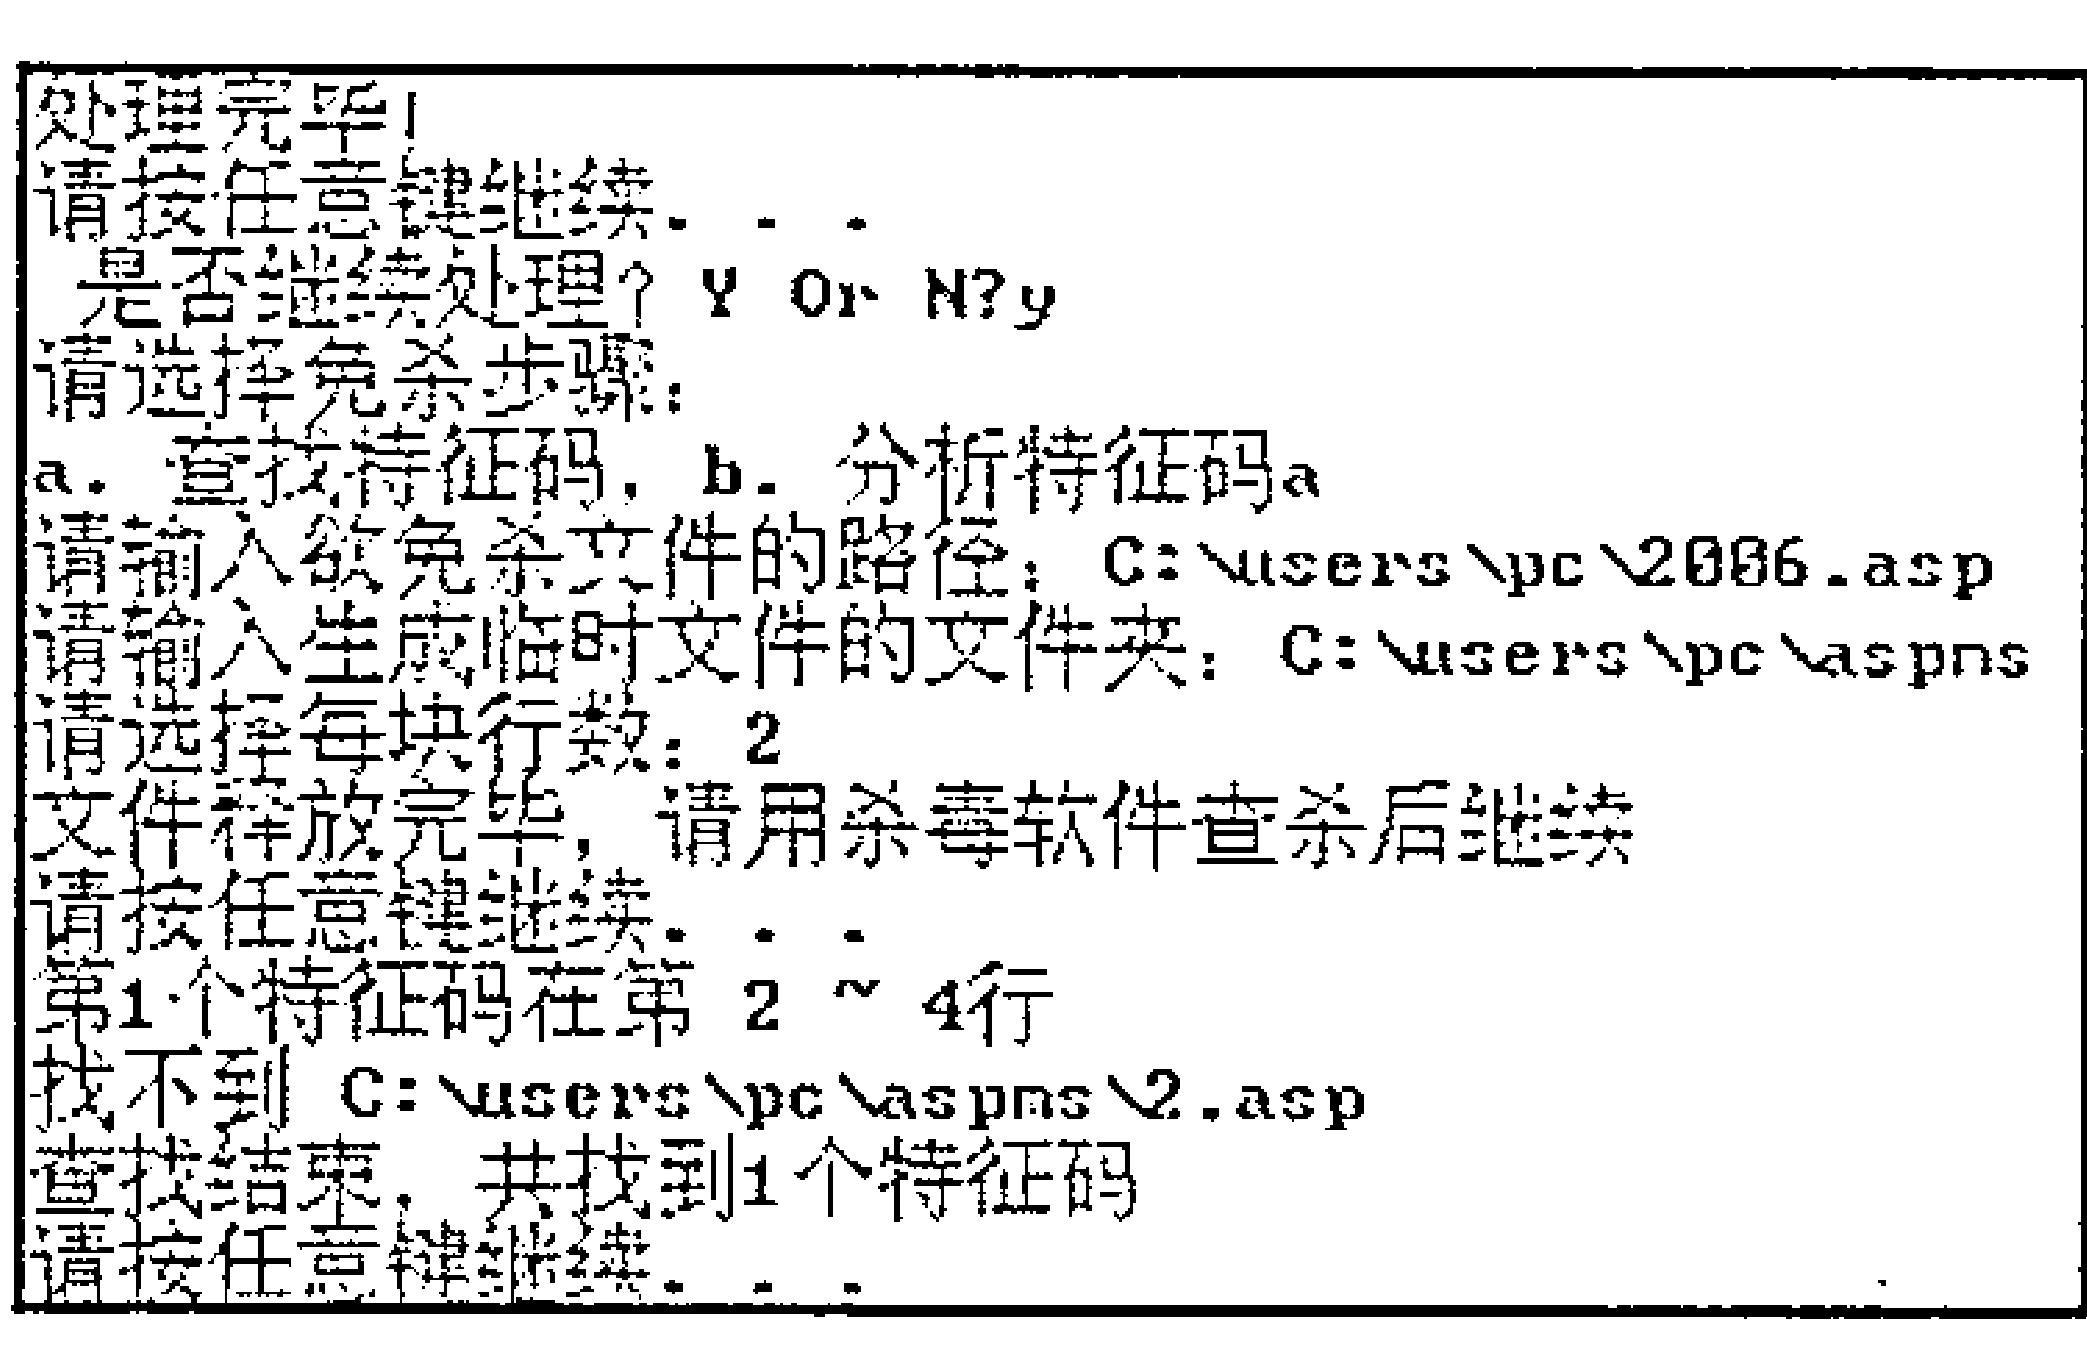 处理完毕!
请按任意键继续. . .
是否继续处理? Y Or N?y
请选择免杀步骤:
a. 查找特征码. b. 分析特征码a
请输入欲免杀文件的路径: C:\users\pc\2006.asp
请输入生成临时文件的文件夹: C:\users\pc\aspns
请选择每块行数: 2
文件释放完毕, 请用杀毒软件查杀后继续
请按任意键继续. . .
第1个特征码在第 2 ~ 4行
找不到 C:\users\pc\aspns\2.asp
查找结束. 共找到1个特征码
请按任意键继续. . .